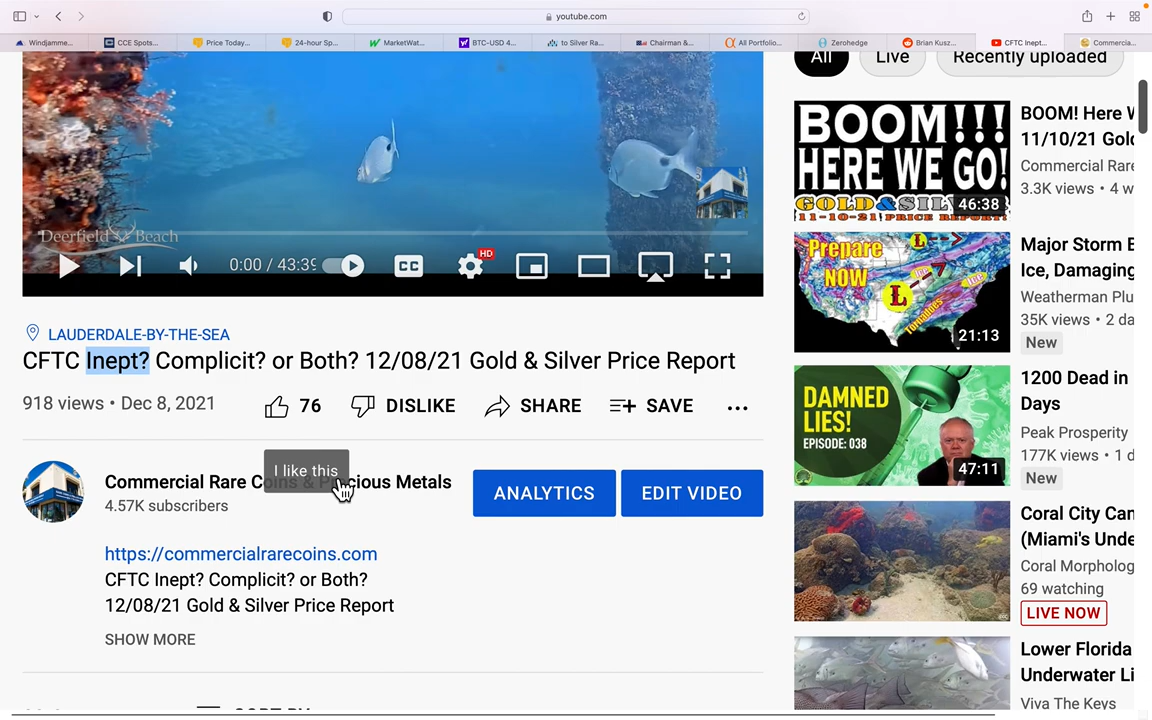 youtube.com
Windjamme...
CCE Spots...
Price Today...
24-hour Sp...
MarketWat...
BTC-USD 4...
to Silver Ra...
Chairman &...
All Portfolio...
Zerohedge
Brian Kusz...
CFTC Inept...
Commercia...
All
Live
Recently uploaded
Deerfield Beach
0:00 / 43:39
CC
HD
LAUDERDALE-BY-THE-SEA
CFTC Inept? Complicit? or Both? 12/08/21 Gold & Silver Price Report
918 views • Dec 8, 2021
76
DISLIKE
SHARE
SAVE
I like this
Commercial Rare Coins & Precious Metals
4.57K subscribers
ANALYTICS
EDIT VIDEO
https://commercialrarecoins.com
CFTC Inept? Complicit? or Both?
12/08/21 Gold & Silver Price Report
SHOW MORE
BOOM!!!
HERE WE GO!
GOLD & SIL
11-10-21 PRICE REPORT!
46:38
BOOM! Here W
11/10/21 Gold
Commercial Rare
3.3K views • 4 w
Prepare
NOW
L
L
Ice
Ice
Tornadoes
21:13
Major Storm B
Ice, Damaging
Weatherman Plu
35K views • 2 da
New
DAMNED
LIES!
EPISODE: 038
47:11
1200 Dead in
Days
Peak Prosperity
177K views • 1 d
New
Coral City Can
(Miami's Unde
Coral Morpholog
69 watching
LIVE NOW
Lower Florida
Underwater Li
Viva The Keys